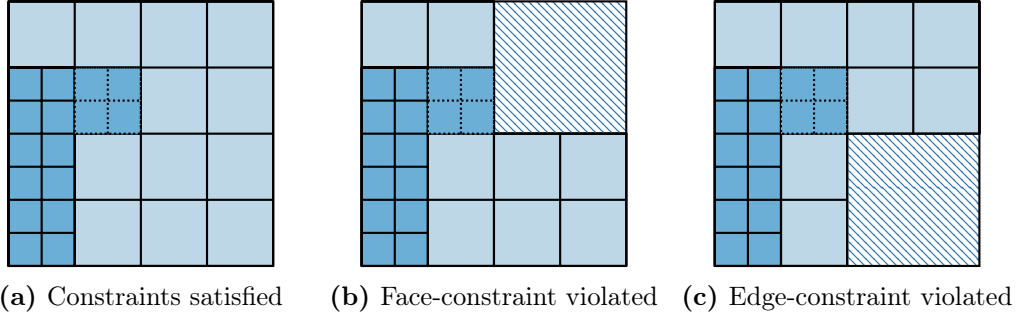 (a) Constraints satisfied
(b) Face-constraint violated
(c) Edge-constraint violated